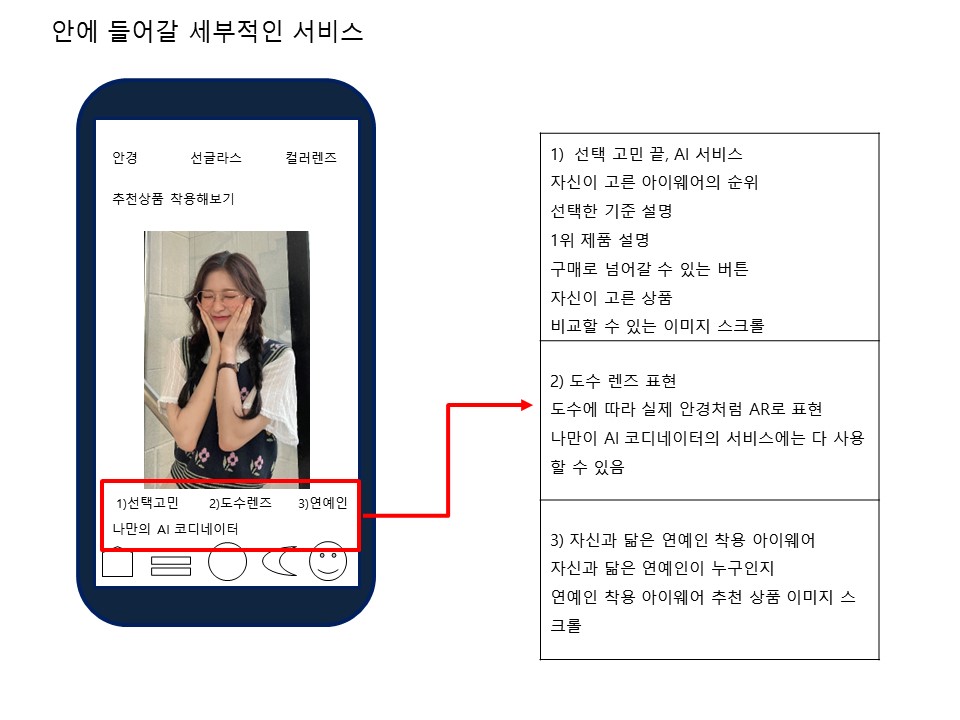 안에 들어갈 세부적인 서비스
안경 선글라스 컬러렌즈
추천상품 착용해보기
1)선택고민 2)도수렌즈 3)연예인
나만의 AI 코디네이터
1) 선택 고민 끝, AI 서비스
자신이 고른 아이웨어의 순위
선택한 기준 설명
1위 제품 설명
구매로 넘어갈 수 있는 버튼
자신이 고른 상품
비교할 수 있는 이미지 스크롤
2) 도수 렌즈 표현
도수에 따라 실제 안경처럼 AR로 표현
나만이 AI 코디네이터의 서비스에는 다 사용
할 수 있음
3) 자신과 닮은 연예인 착용 아이웨어
자신과 닮은 연예인이 누구인지
연예인 착용 아이웨어 추천 상품 이미지 스
크롤